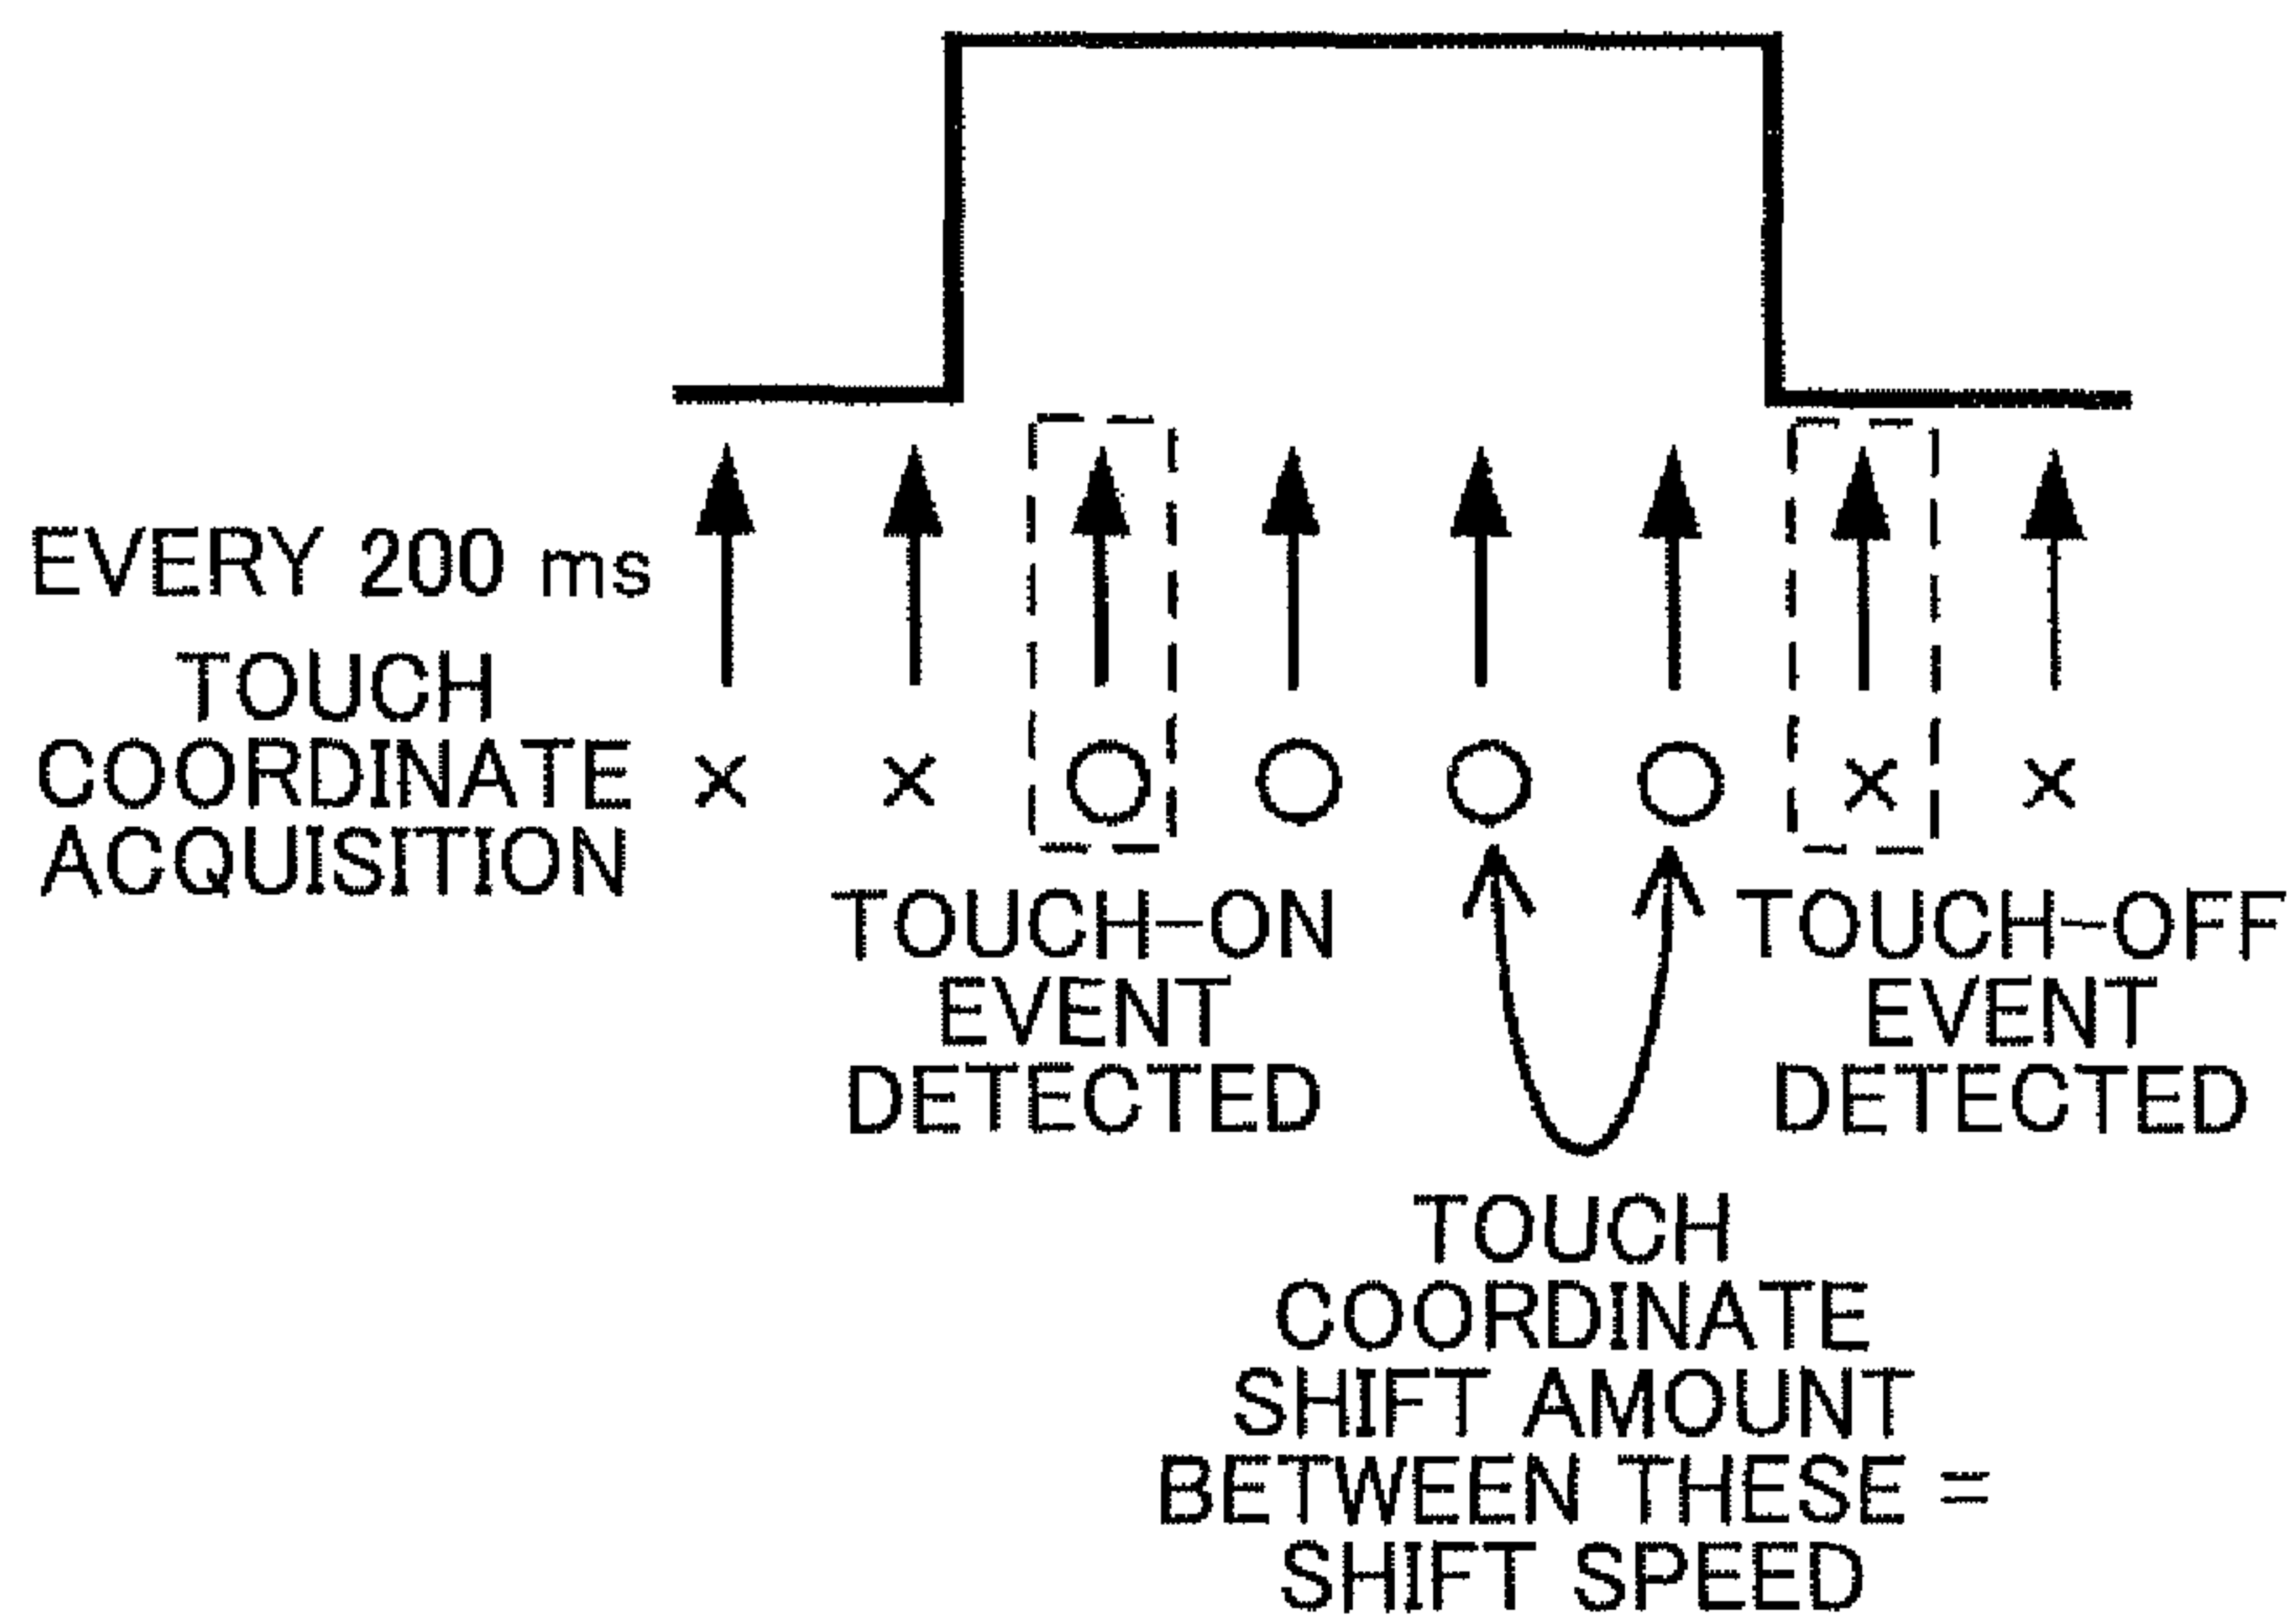 EVERY 200 ms
TOUCH
COORDINATE
ACQUISITION
TOUCH-ON
EVENT
DETECTED
TOUCH-OFF
EVENT
DETECTED
TOUCH
COORDINATE
SHIFT AMOUNT
BETWEEN THESE =
SHIFT SPEED